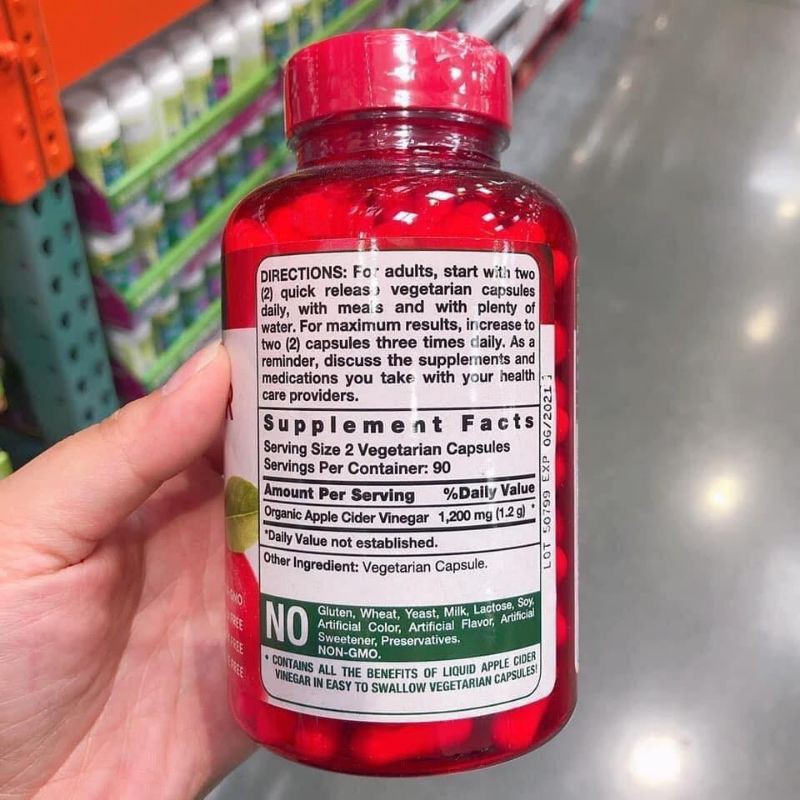 DIRECTIONS: For adults, start with two
(2) quick release vegetarian capsules
daily, with meals and with plenty of
water. For maximum results, increase to
two (2) capsules three times daily. As a
reminder, discuss the supplements and
medications you take with your health
care providers.
Supplement Facts
Serving Size 2 Vegetarian Capsules
Servings Per Container: 90
Amount Per Serving %Daily Value
Organic Apple Cider Vinegar 1,200 mg (1.2 g) *
*Daily Value not established.
Other Ingredient: Vegetarian Capsule.
NO
Gluten, Wheat, Yeast, Milk, Lactose, Soy,
Artificial Color, Artificial Flavor, Artificial
Sweetener, Preservatives.
NON-GMO.
• CONTAINS ALL THE BENEFITS OF LIQUID APPLE CIDER
VINEGAR IN EASY TO SWALLOW VEGETARIAN CAPSULES!
LOT 50799 EXP 06/2021
FREE
FREE
FREE